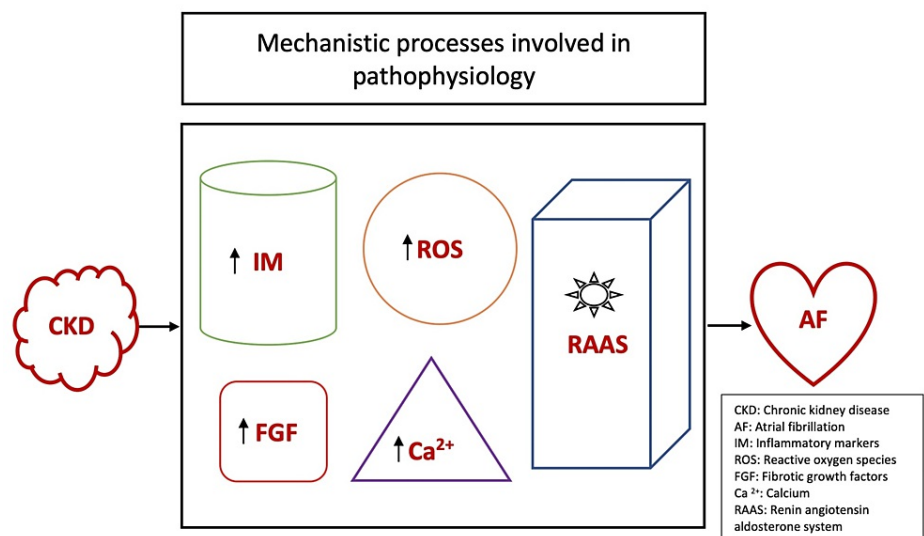 Mechanistic processes involved in
pathophysiology
CKD
IM
ROS
RAAS
FGF
Ca²⁺
AF
CKD: Chronic kidney disease
AF: Atrial fibrillation
IM: Inflammatory markers
ROS: Reactive oxygen species
FGF: Fibrotic growth factors
Ca ²⁺: Calcium
RAAS: Renin angiotensin
aldosterone system